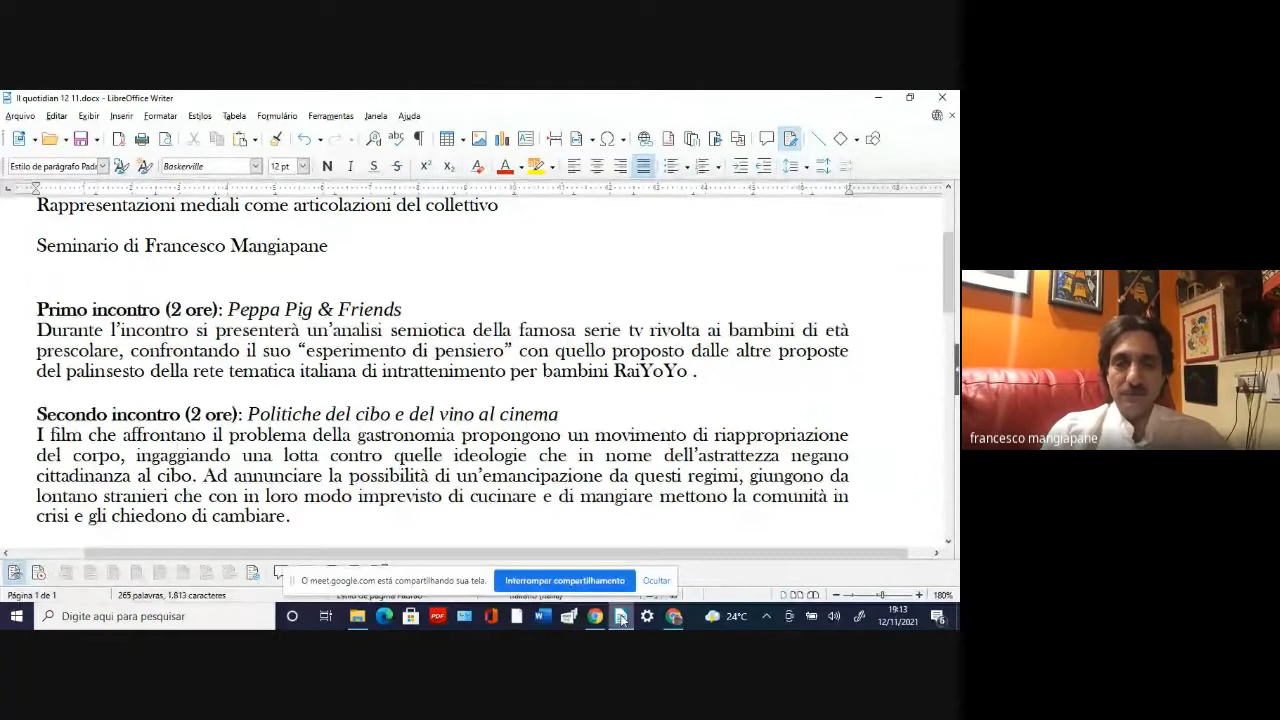 Il quotidian 12 11.docx - LibreOffice Writer
Arquivo Editar Exibir Inserir Formatar Estilos Tabela Formulário Ferramentas Janela Ajuda
Baskerville 12 pt
Rappresentazioni mediali come articolazioni del collettivo
Seminario di Francesco Mangiapane
Primo incontro (2 ore): Peppa Pig & Friends
Durante l’incontro si presenterà un’analisi semiotica della famosa serie tv rivolta ai bambini di età
prescolare, confrontando il suo “esperimento di pensiero” con quello proposto dalle altre proposte
del palinsesto della rete tematica italiana di intrattenimento per bambini RaiYoYo .
Secondo incontro (2 ore): Politiche del cibo e del vino al cinema
I film che affrontano il problema della gastronomia propongono un movimento di riappropriazione
del corpo, ingaggiando una lotta contro quelle ideologie che in nome dell’astrattezza negano
cittadinanza al cibo. Ad annunciare la possibilità di un’emancipazione da questi regimi, giungono da
lontano stranieri che con in loro modo imprevisto di cucinare e di mangiare mettono la comunità in
crisi e gli chiedono di cambiare.
francesco mangiapane
O meet.google.com está compartilhando sua tela.
Interromper compartilhamento
Ocultar
Página 1 de 1 265 palavras, 1.813 caracteres 180%
Digite aqui para pesquisar
24°C
19:13
12/11/2021